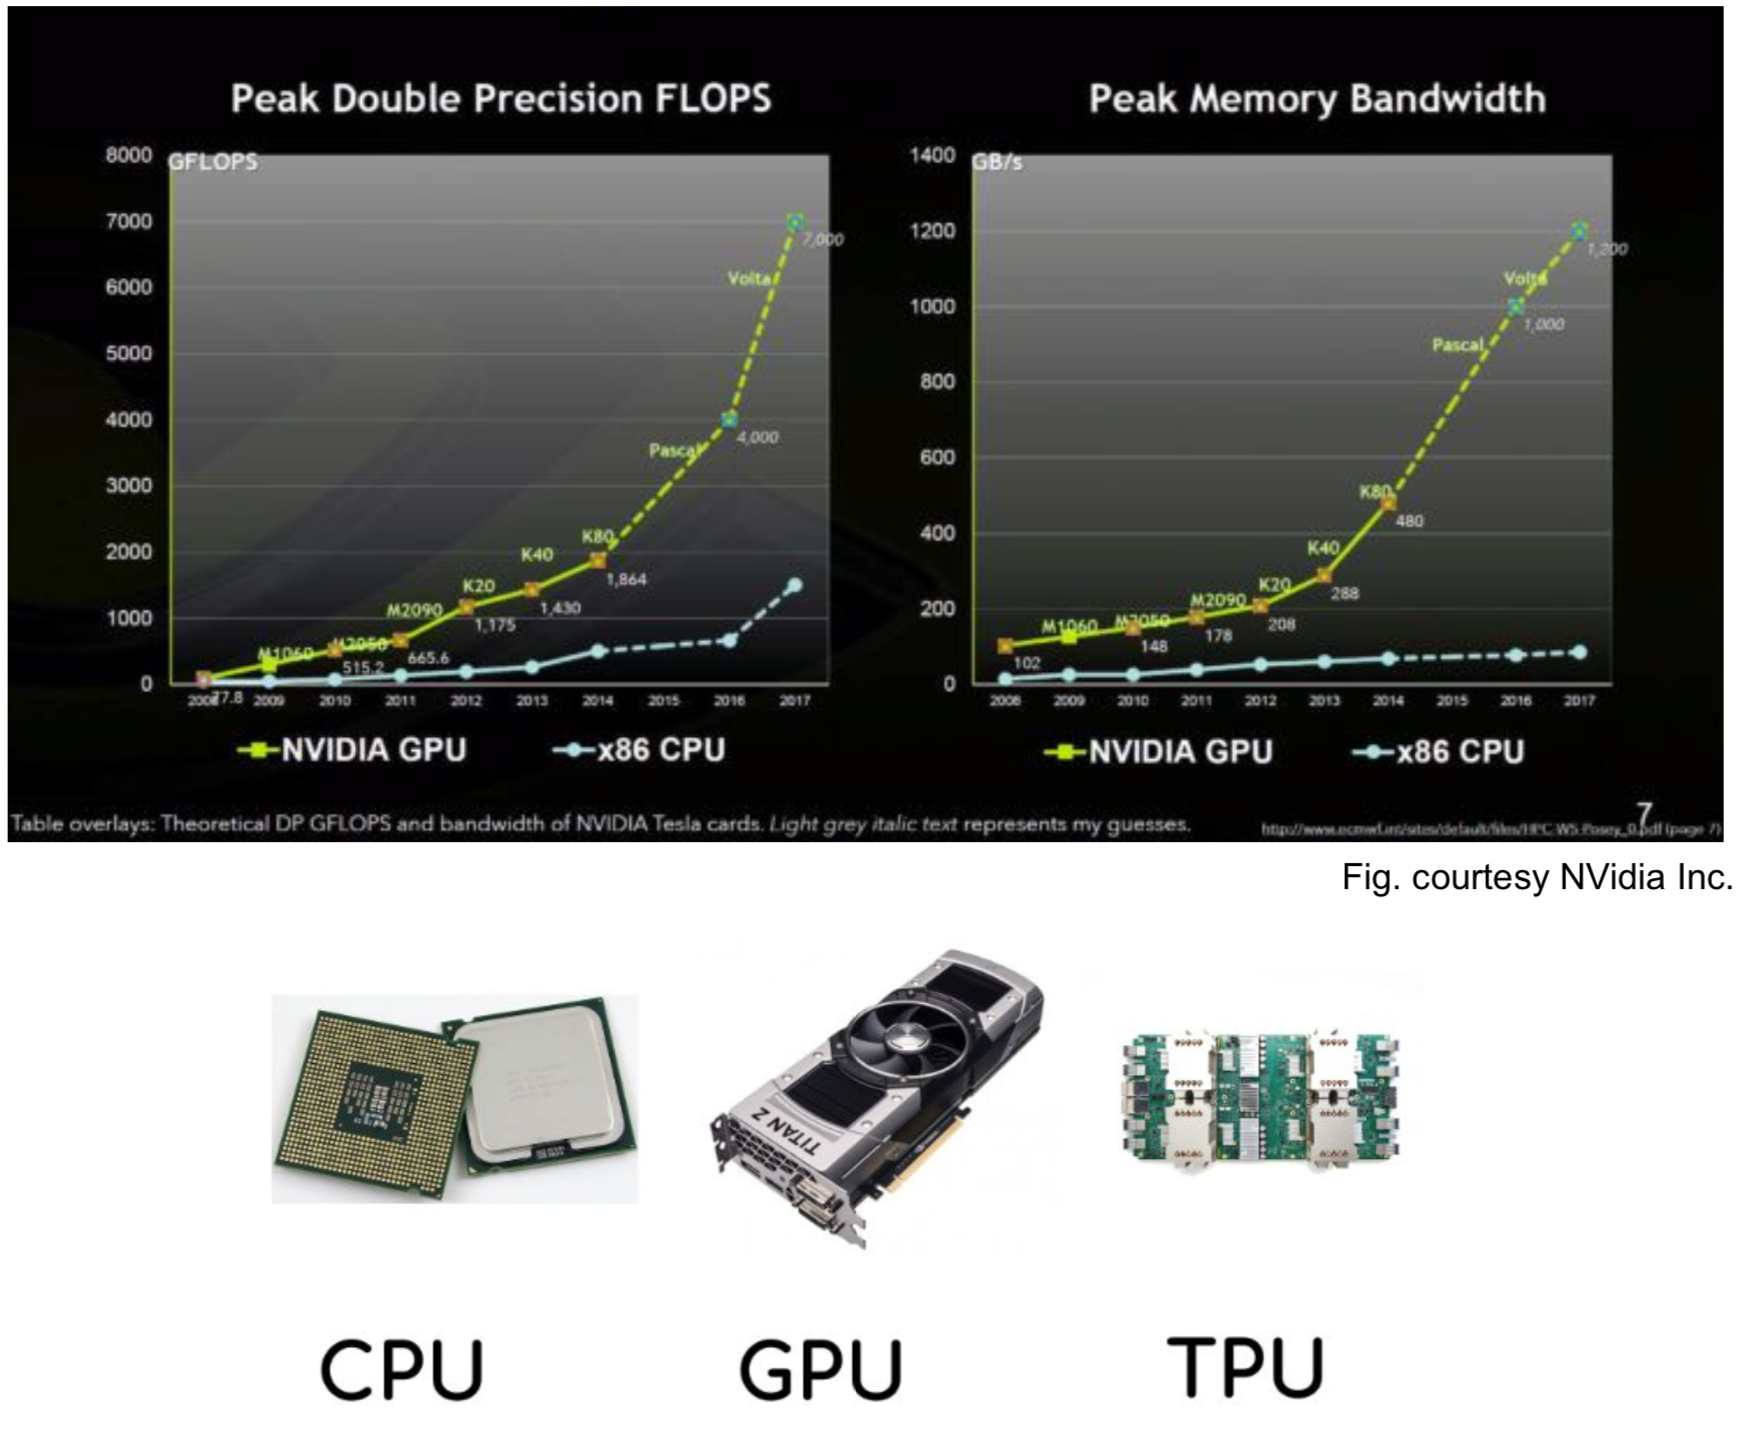 Peak Double Precision FLOPS
8000
GFLOPS
7000
6000
5000
4000
3000
2000
1000
0
7,000
Volta
4,000
Pascal
K80
1,864
K40
1,430
K20
1,175
M2090
665.6
M2050
515.2
M1060
77.8
2008 2009 2010 2011 2012 2013 2014 2015 2016 2017
NVIDIA GPU x86 CPU
Peak Memory Bandwidth
1400
GB/s
1200
1000
800
600
400
200
0
1,200
Volta
1,000
Pascal
K80
480
K40
288
K20
208
M2090
178
M2050
148
M1060
102
2008 2009 2010 2011 2012 2013 2014 2015 2016 2017
NVIDIA GPU x86 CPU
7
Table overlays: Theoretical DP GFLOPS and bandwidth of NVIDIA Tesla cards. Light grey italic text represents my guesses.
http://www.ecmwf.int/sites/default/files/HPC-WS-Posey_0.pdf (page 7)
Fig. courtesy NVidia Inc.
TITAN Z
CPU
GPU
TPU